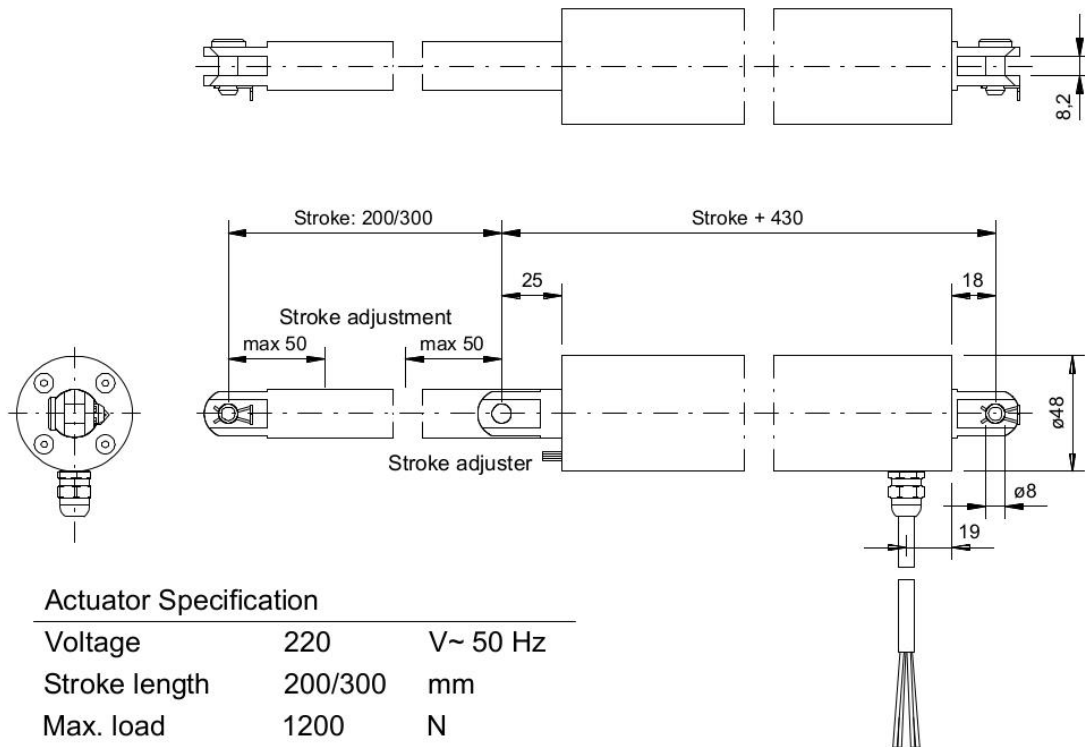 8,2
Stroke: 200/300
Stroke + 430
25
18
Stroke adjustment
max 50
max 50
ø48
Stroke adjuster
ø8
19
Actuator Specification
Voltage 220 V~ 50 Hz
Stroke length 200/300 mm
Max. load 1200 N